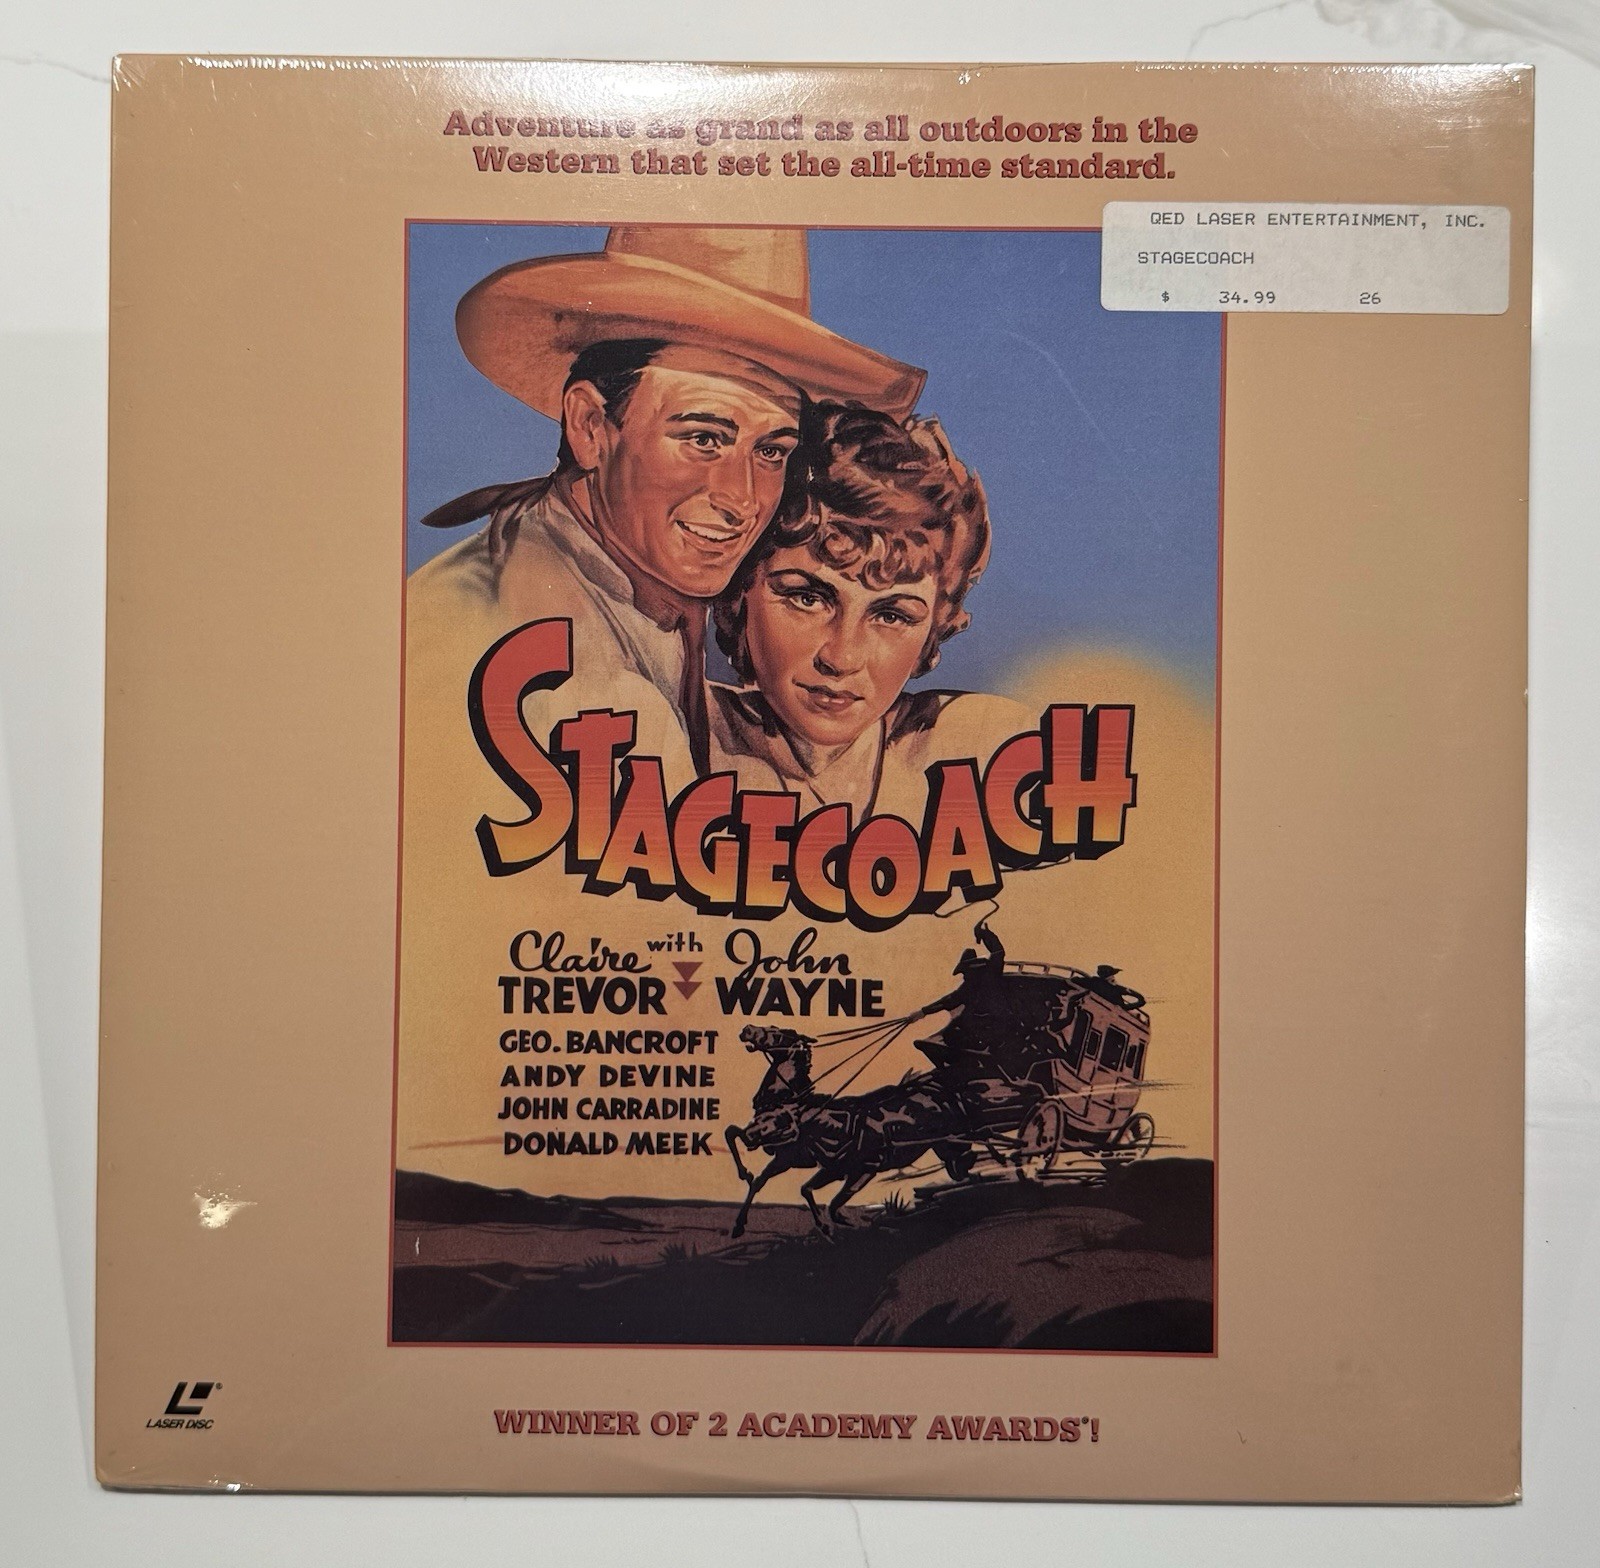 Adventure as grand as all outdoors in the
Western that set the all-time standard.
QED LASER ENTERTAINMENT, INC.
STAGECOACH
$ 34.99 26
STAGECOACH
Claire with John
TREVOR WAYNE
GEO. BANCROFT
ANDY DEVINE
JOHN CARRADINE
DONALD MEEK
LASER DISC
WINNER OF 2 ACADEMY AWARDS®!